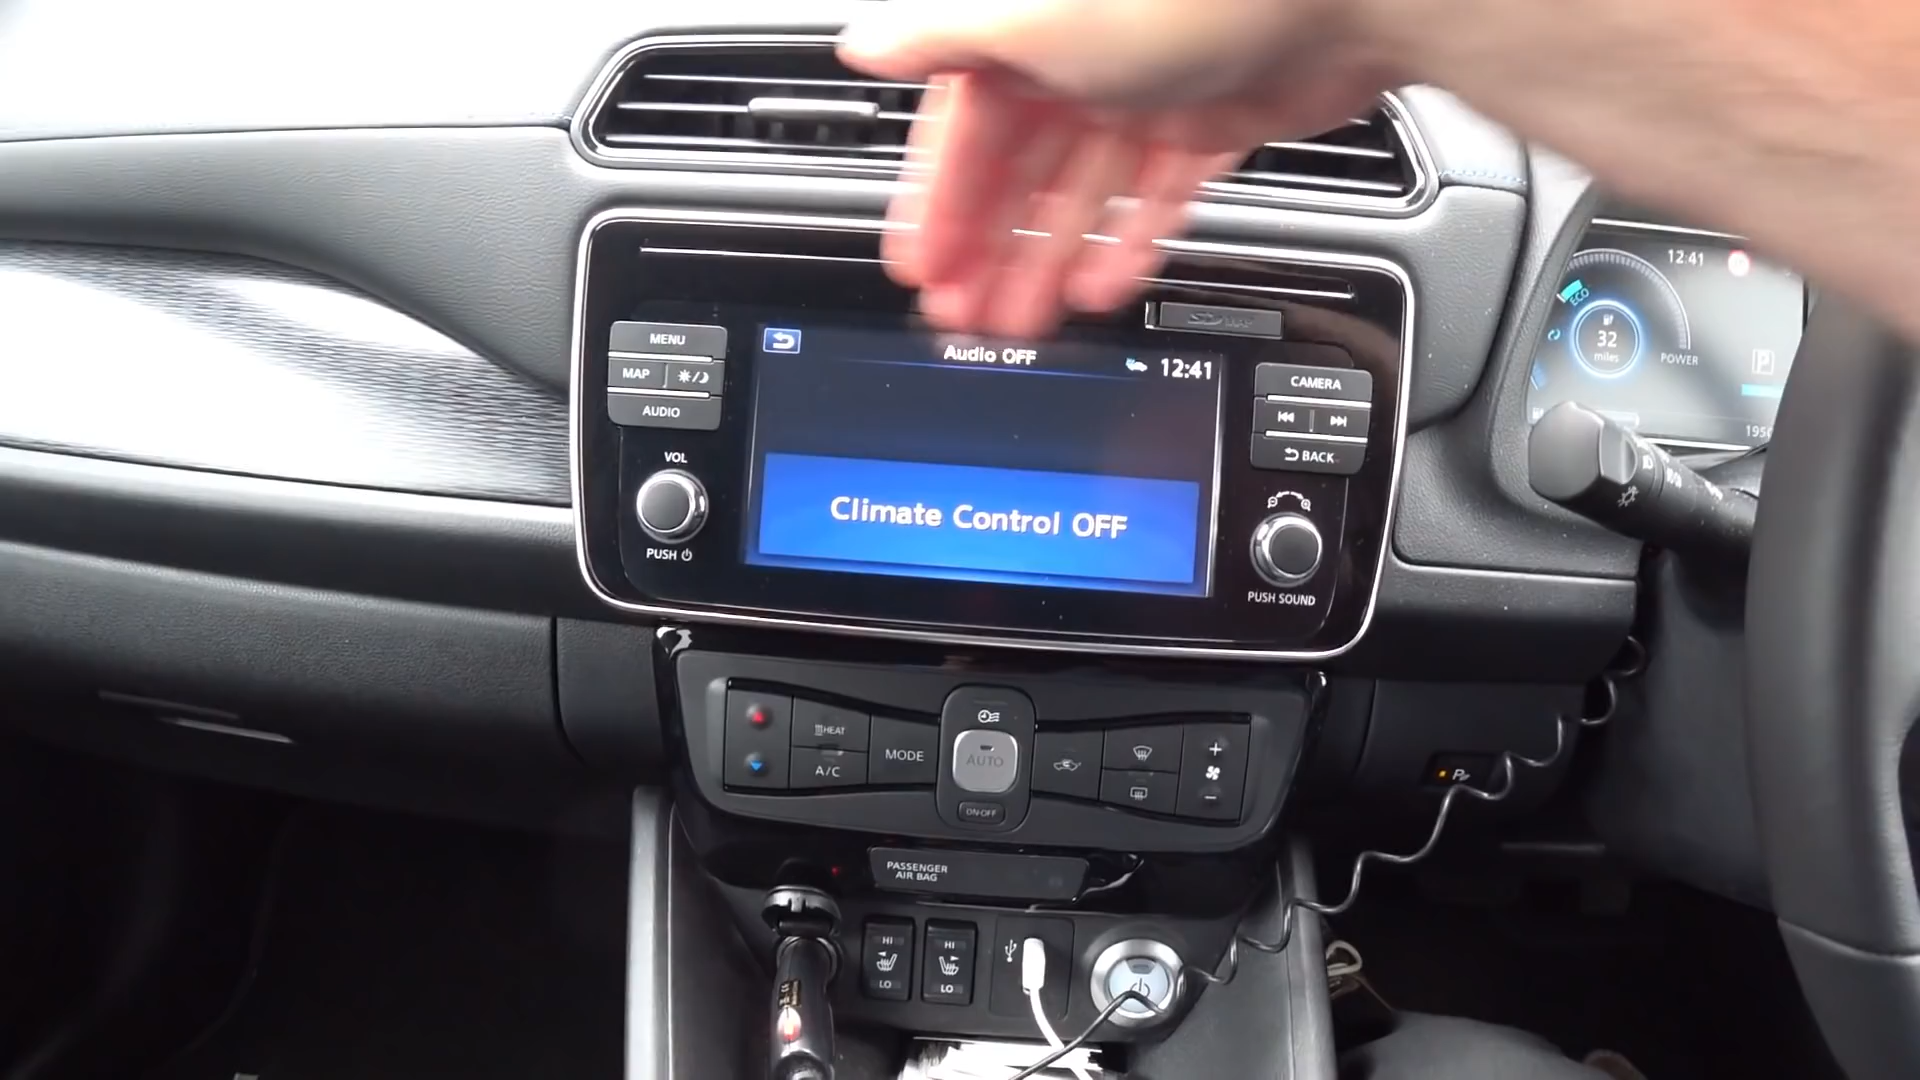 MENU
MAP
AUDIO
VOL
PUSH
Audio OFF
12:41
Climate Control OFF
CAMERA
BACK
PUSH SOUND
12:41
ECO
32
miles
POWER
P
HEAT
A/C
MODE
AUTO
ON·OFF
+
−
P
PASSENGER
AIR BAG
HI
LO
HI
LO